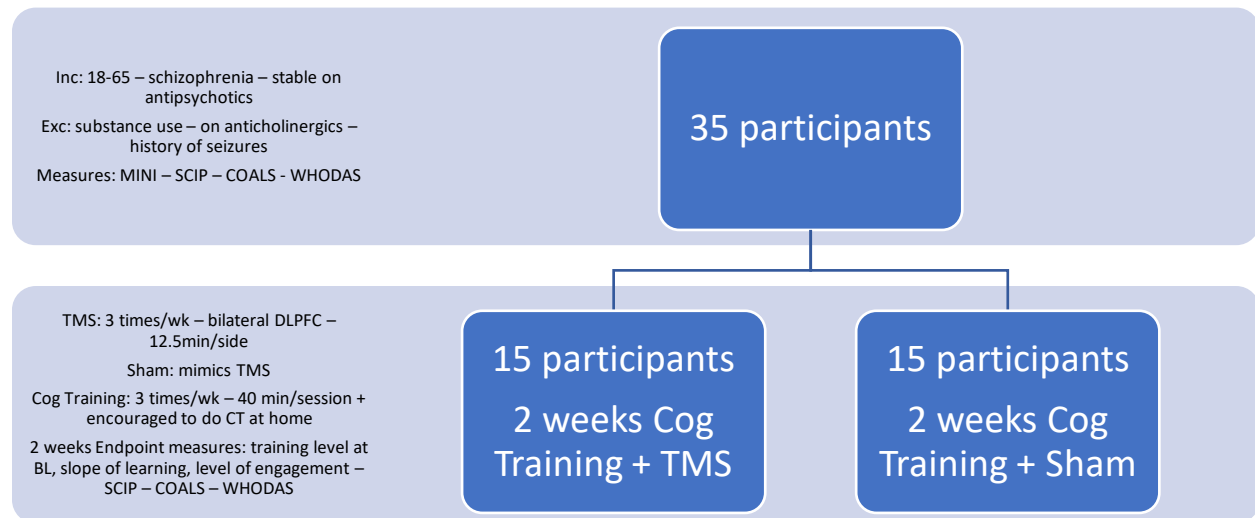 Inc: 18-65 – schizophrenia – stable on
antipsychotics
Exc: substance use – on anticholinergics –
history of seizures
Measures: MINI – SCIP – COALS - WHODAS
35 participants
TMS: 3 times/wk – bilateral DLPFC –
12.5min/side
Sham: mimics TMS
Cog Training: 3 times/wk – 40 min/session +
encouraged to do CT at home
2 weeks Endpoint measures: training level at
BL, slope of learning, level of engagement –
SCIP – COALS – WHODAS
15 participants
2 weeks Cog
Training + TMS
15 participants
2 weeks Cog
Training + Sham